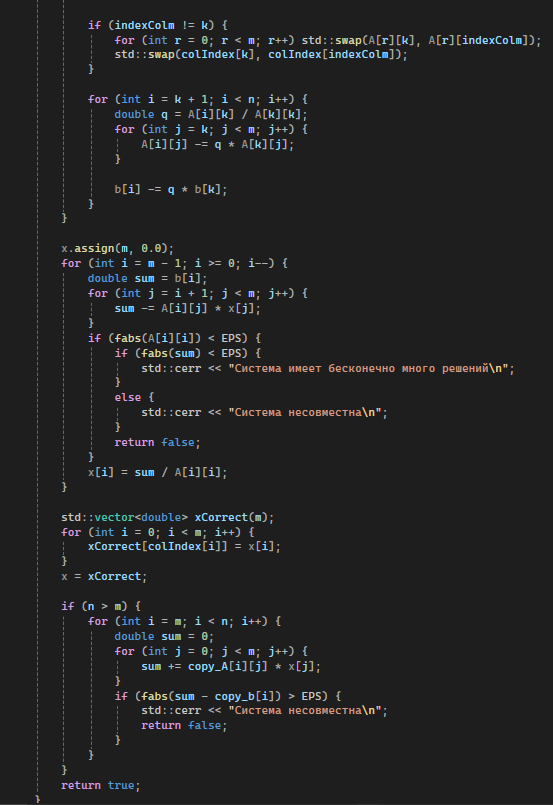 if (indexColm != k) {
for (int r = 0; r < m; r++) std::swap(A[r][k], A[r][indexColm]);
std::swap(colIndex[k], colIndex[indexColm]);
}
for (int i = k + 1; i < n; i++) {
double q = A[i][k] / A[k][k];
for (int j = k; j < m; j++) {
A[i][j] -= q * A[k][j];
}
b[i] -= q * b[k];
}
}
x.assign(m, 0.0);
for (int i = m - 1; i >= 0; i--) {
double sum = b[i];
for (int j = i + 1; j < m; j++) {
sum -= A[i][j] * x[j];
}
if (fabs(A[i][i]) < EPS) {
if (fabs(sum) < EPS) {
std::cerr << "Система имеет бесконечно много решений\n";
}
else {
std::cerr << "Система несовместна\n";
}
return false;
}
x[i] = sum / A[i][i];
}
std::vector<double> xCorrect(m);
for (int i = 0; i < m; i++) {
xCorrect[colIndex[i]] = x[i];
}
x = xCorrect;
if (n > m) {
for (int i = m; i < n; i++) {
double sum = 0;
for (int j = 0; j < m; j++) {
sum += copy_A[i][j] * x[j];
}
if (fabs(sum - copy_b[i]) > EPS) {
std::cerr << "Система несовместна\n";
return false;
}
}
}
return true;
}